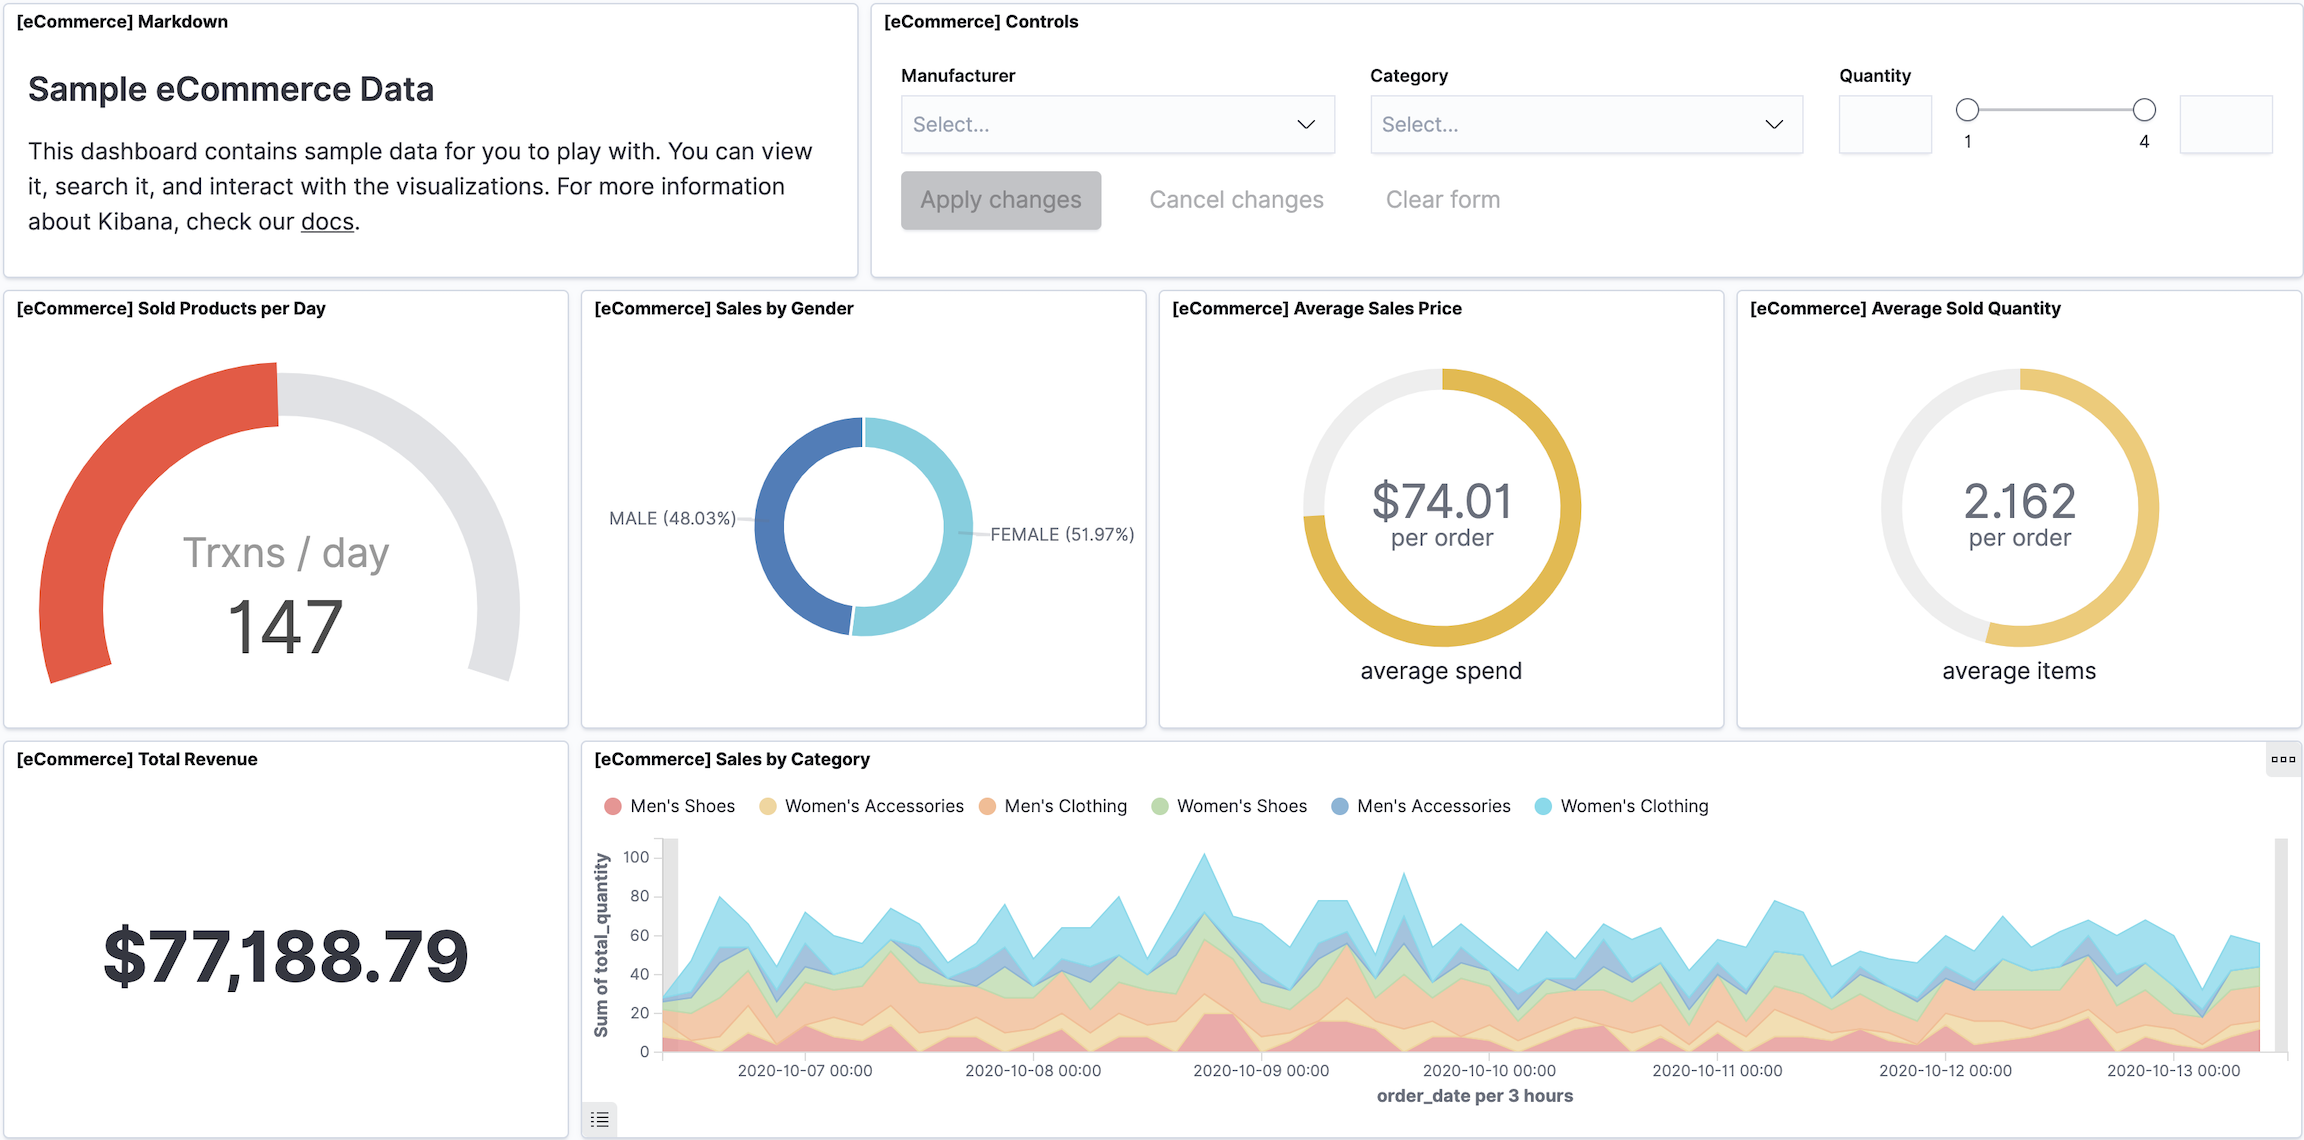 [eCommerce] Markdown
Sample eCommerce Data
This dashboard contains sample data for you to play with. You can view
it, search it, and interact with the visualizations. For more information
about Kibana, check our docs.
[eCommerce] Controls
Manufacturer
Select...
Category
Select...
Quantity
1
4
Apply changes
Cancel changes
Clear form
[eCommerce] Sold Products per Day
Trxns / day
147
[eCommerce] Sales by Gender
MALE (48.03%)
FEMALE (51.97%)
[eCommerce] Average Sales Price
$74.01
per order
average spend
[eCommerce] Average Sold Quantity
2.162
per order
average items
[eCommerce] Total Revenue
$77,188.79
[eCommerce] Sales by Category
Men's Shoes
Women's Accessories
Men's Clothing
Women's Shoes
Men's Accessories
Women's Clothing
Sum of total_quantity
100
80
60
40
20
0
2020-10-07 00:00
2020-10-08 00:00
2020-10-09 00:00
2020-10-10 00:00
2020-10-11 00:00
2020-10-12 00:00
2020-10-13 00:00
order_date per 3 hours